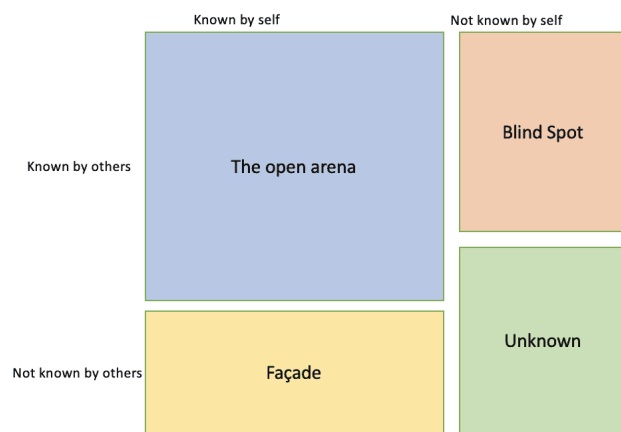 Known by self
Not known by self
Known by others
The open arena
Blind Spot
Not known by others
Façade
Unknown